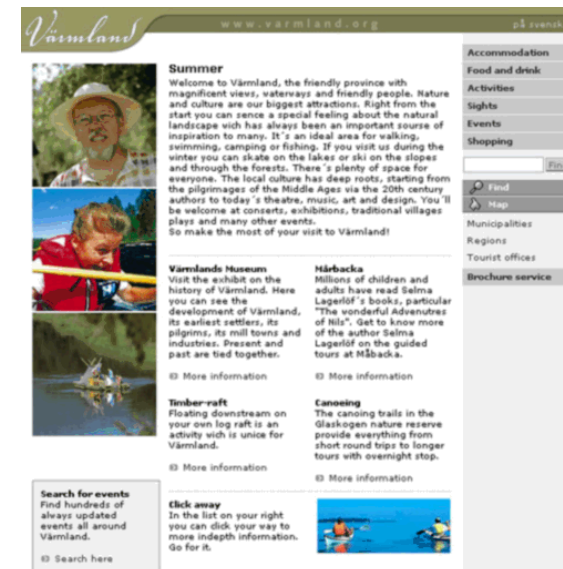 Värmland
www.varmland.org
på svensk
Accommodation
Food and drink
Activities
Sights
Events
Shopping
Find
Map
Municipalities
Regions
Tourist offices
Brochure service
Summer
Welcome to Värmland, the friendly province with
magnificent views, waterways and friendly people. Nature
and culture are our biggest attractions. Right from the
start you can sence a special feeling about the natural
landscape wich has always been an important sourse of
inspiration to many. It´s an ideal area for walking,
swimming, camping or fishing. If you visit us during the
winter you can skate on the lakes or ski on the slopes
and through the forests. There´s plenty of space for
everyone. The local culture has deep roots, starting from
the pilgrimages of the Middle Ages via the 20th century
authors to today´s theatre, music, art and design. You´ll
be welcome at conserts, exhibitions, traditional villages
plays and many other events.
So make the most of your visit to Värmland!
Värmlands Museum
Visit the exhibit on the
history of Värmland. Here
you can see the
development of Värmland,
its earliest settlers, its
pilgrims, its mill towns and
industries. Present and
past are tied together.
More information
Mårbacka
Millions of children and
adults have read Selma
Lagerlöf´s books, particular
"The wonderful Advenutres
of Nils". Get to know more
of the author Selma
Lagerlöf on the guided
tours at Måbacka.
More information
Timber-raft
Floating downstream on
your own log raft is an
activity wich is unice for
Värmland.
More information
Canoeing
The canoing trails in the
Glaskogen nature reserve
provide everything from
short round trips to longer
tours with overnight stop.
More information
Search for events
Find hundreds of
always updated
events all around
Värmland.
Search here
Click away
In the list on your right
you can click your way to
more indepth information.
Go for it.